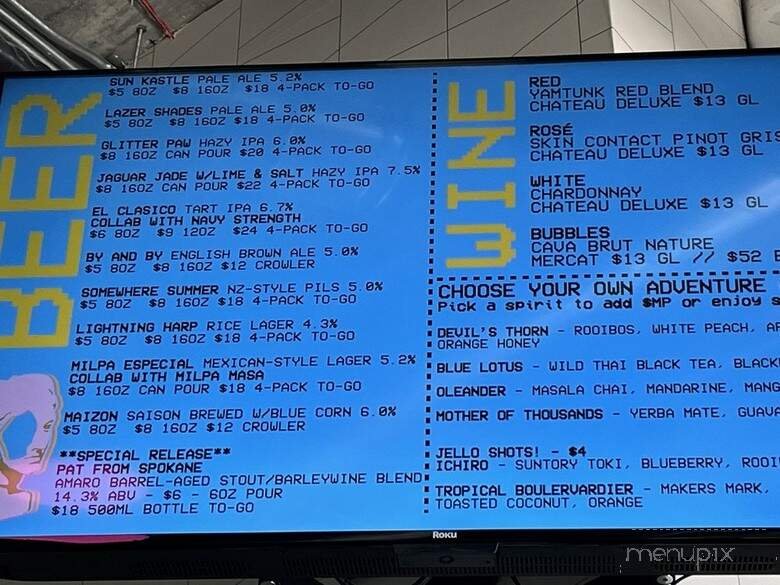 BEER
SUN KASTLE PALE ALE 5.2%
$5 8OZ $8 16OZ $18 4-PACK TO-GO
LAZER SHADES PALE ALE 5.0%
$5 8OZ $8 16OZ $18 4-PACK TO-GO
GLITTER PAW HAZY IPA 6.0%
$8 16OZ CAN POUR $20 4-PACK TO-GO
JAGUAR JADE W/LIME & SALT HAZY IPA 7.5%
$8 16OZ CAN POUR $22 4-PACK TO-GO
EL CLASICO TART IPA 6.7%
COLLAB WITH NAVY STRENGTH
$6 8OZ $9 12OZ $24 4-PACK TO-GO
BY AND BY ENGLISH BROWN ALE 5.0%
$5 8OZ $8 16OZ $12 CROWLER
SOMEWHERE SUMMER NZ-STYLE PILS 5.0%
$5 8OZ $8 16OZ $18 4-PACK TO-GO
LIGHTNING HARP RICE LAGER 4.3%
$5 8OZ $8 16OZ $18 4-PACK TO-GO
MILPA ESPECIAL MEXICAN-STYLE LAGER 5.2%
COLLAB WITH MILPA MASA
$8 16OZ CAN POUR $18 4-PACK TO-GO
MAIZON SAISON BREWED W/BLUE CORN 6.0%
$5 8OZ $8 16OZ $12 CROWLER
**SPECIAL RELEASE**
PAT FROM SPOKANE
AMARO BARREL-AGED STOUT/BARLEYWINE BLEND
14.3% ABV - $6 - 6OZ POUR
$18 500ML BOTTLE TO-GO
WINE
RED
YAMTUNK RED BLEND
CHATEAU DELUXE $13 GL
ROSÉ
SKIN CONTACT PINOT GRIS
CHATEAU DELUXE $13 GL
WHITE
CHARDONNAY
CHATEAU DELUXE $13 GL
BUBBLES
CAVA BRUT NATURE
MERCAT $13 GL // $52
CHOOSE YOUR OWN ADVENTURE
Pick a spirit to add $MP or enjoy
DEVIL'S THORN - ROOIBOS, WHITE PEACH,
ORANGE HONEY
BLUE LOTUS - WILD THAI BLACK TEA, BLACK
OLEANDER - MASALA CHAI, MANDARINE,
MOTHER OF THOUSANDS - YERBA MATE, GUAVA
JELLO SHOTS! - $4
ICHIRO - SUNTORY TOKI, BLUEBERRY,
TROPICAL BOULERVARDIER - MAKERS MARK,
TOASTED COCONUT, ORANGE
Roku
menupix